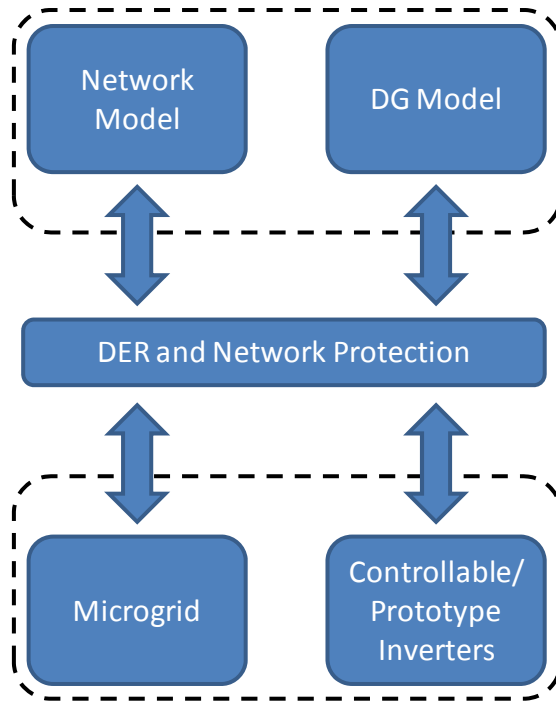 Network
Model
DG Model
DER and Network Protection
Microgrid
Controllable/
Prototype
Inverters